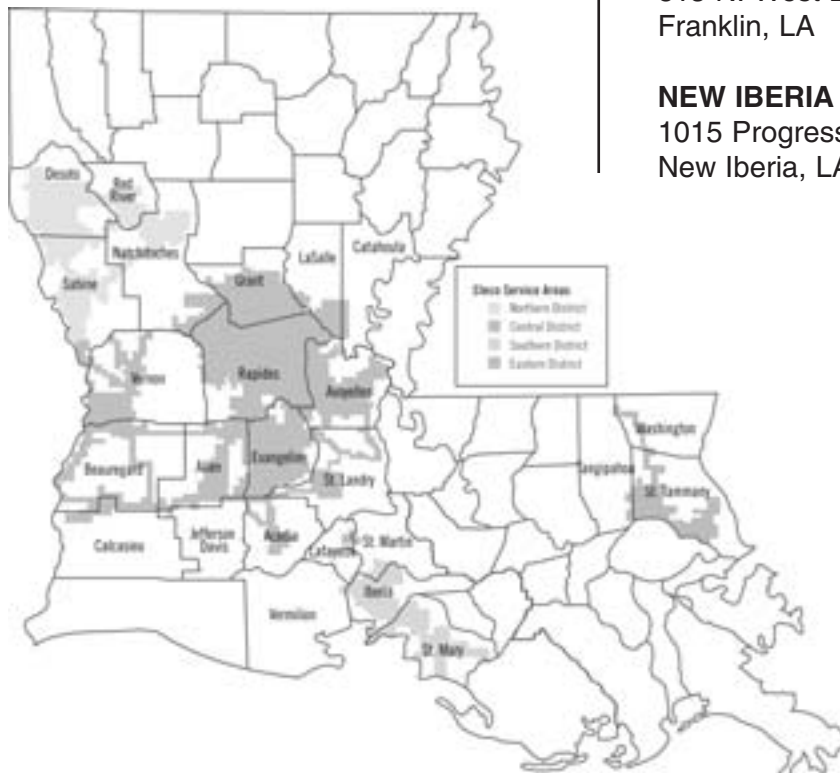 Franklin, LA
NEW IBERIA
1015 Progress
New Iberia, LA
Desoto
Red
River
Natchitoches
Sabine
Grant
LaSalle
Catahoula
Cleco Service Areas
Northern District
Central District
Southern District
Eastern District
Vernon
Rapides
Avoyelles
Beauregard
Allen
Evangeline
St. Landry
Washington
Tangipahoa
St. Tammany
Calcasieu
Jefferson
Davis
Acadia
Lafayette
St. Martin
Iberia
Vermilion
St. Mary